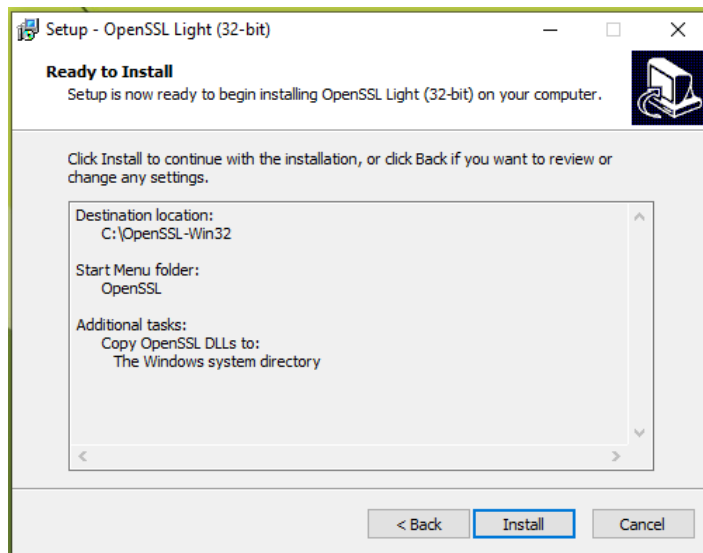 Setup - OpenSSL Light (32-bit)
Ready to Install
Setup is now ready to begin installing OpenSSL Light (32-bit) on your computer.
Click Install to continue with the installation, or click Back if you want to review or
change any settings.
Destination location:
C:\OpenSSL-Win32
Start Menu folder:
OpenSSL
Additional tasks:
Copy OpenSSL DLLs to:
The Windows system directory
< Back
Install
Cancel